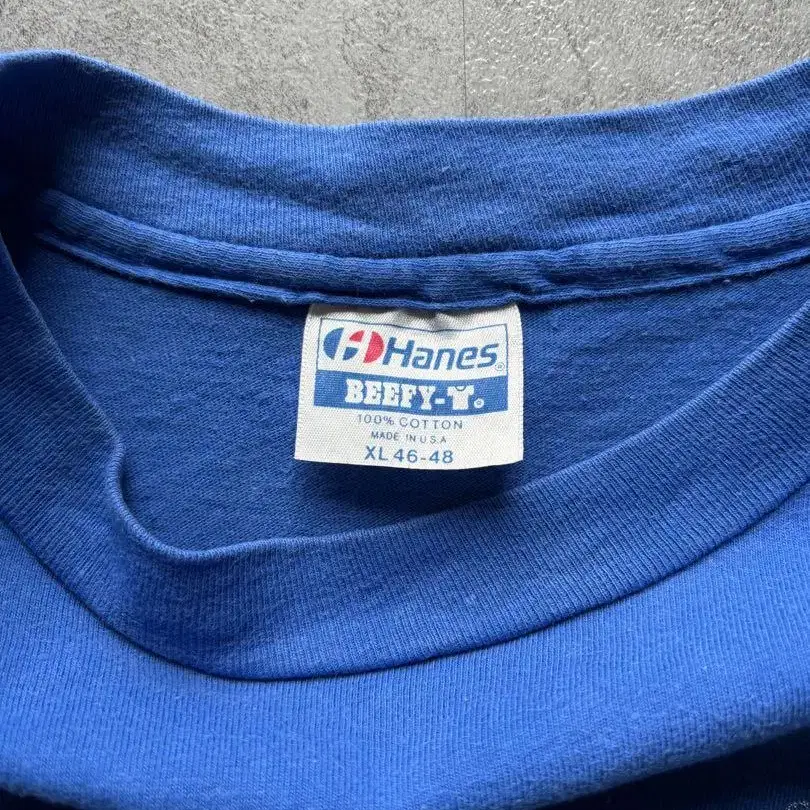 Hanes®
BEEFY-T®
100% COTTON
MADE IN U.S.A
XL 46-48